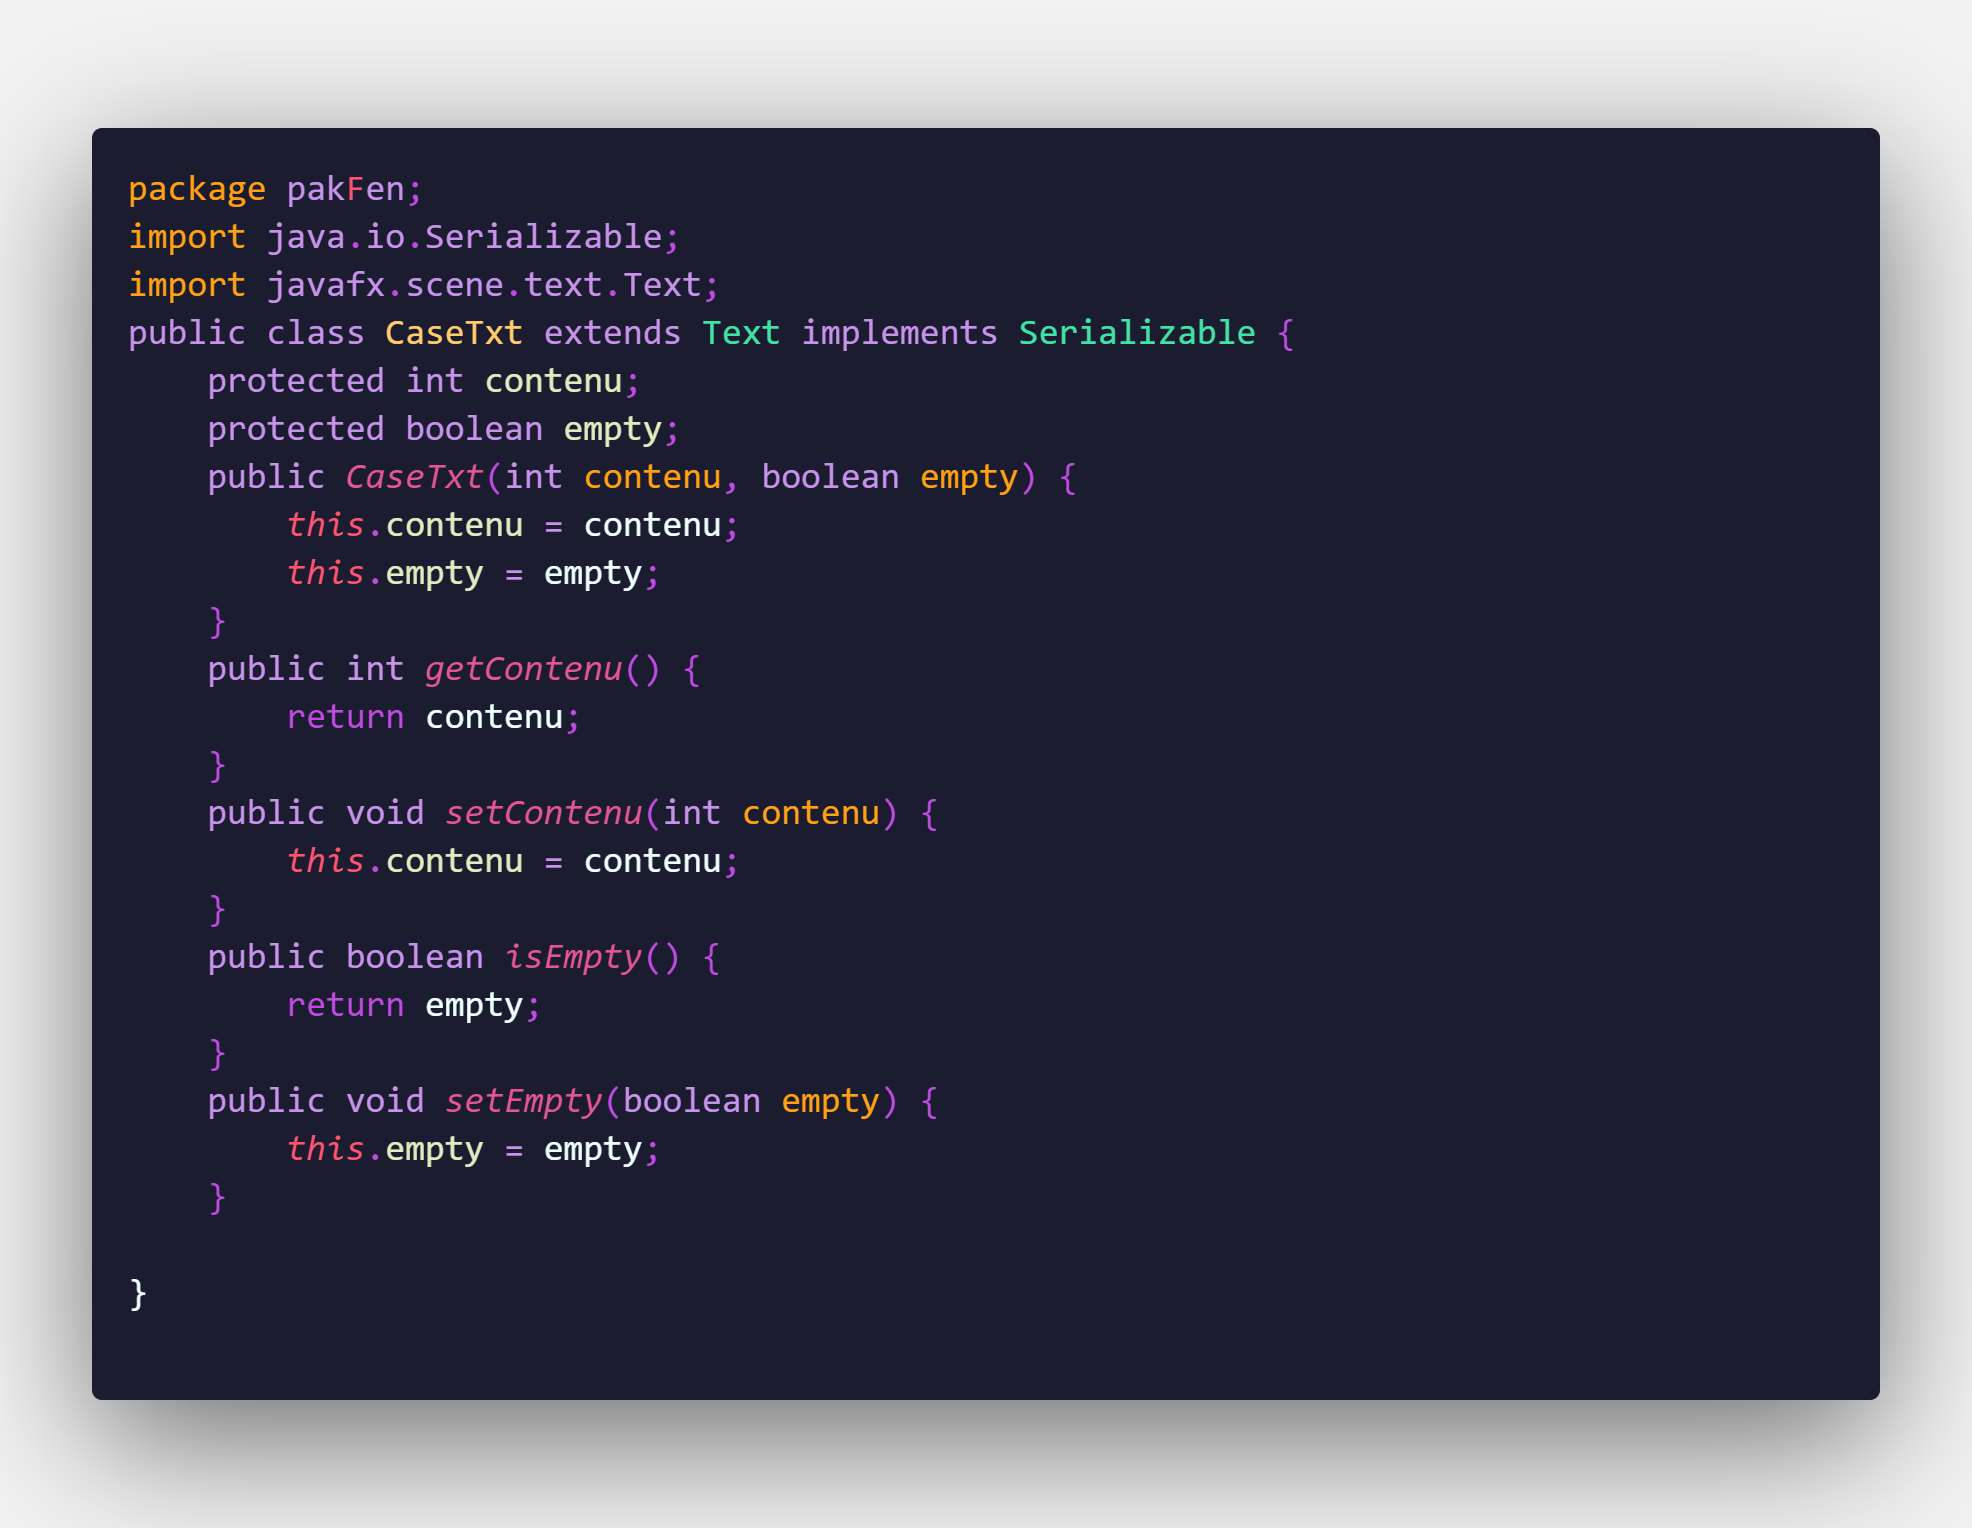 package pakFen;
import java.io.Serializable;
import javafx.scene.text.Text;
public class CaseTxt extends Text implements Serializable {
    protected int contenu;
    protected boolean empty;
    public CaseTxt(int contenu, boolean empty) {
        this.contenu = contenu;
        this.empty = empty;
    }
    public int getContenu() {
        return contenu;
    }
    public void setContenu(int contenu) {
        this.contenu = contenu;
    }
    public boolean isEmpty() {
        return empty;
    }
    public void setEmpty(boolean empty) {
        this.empty = empty;
    }

}